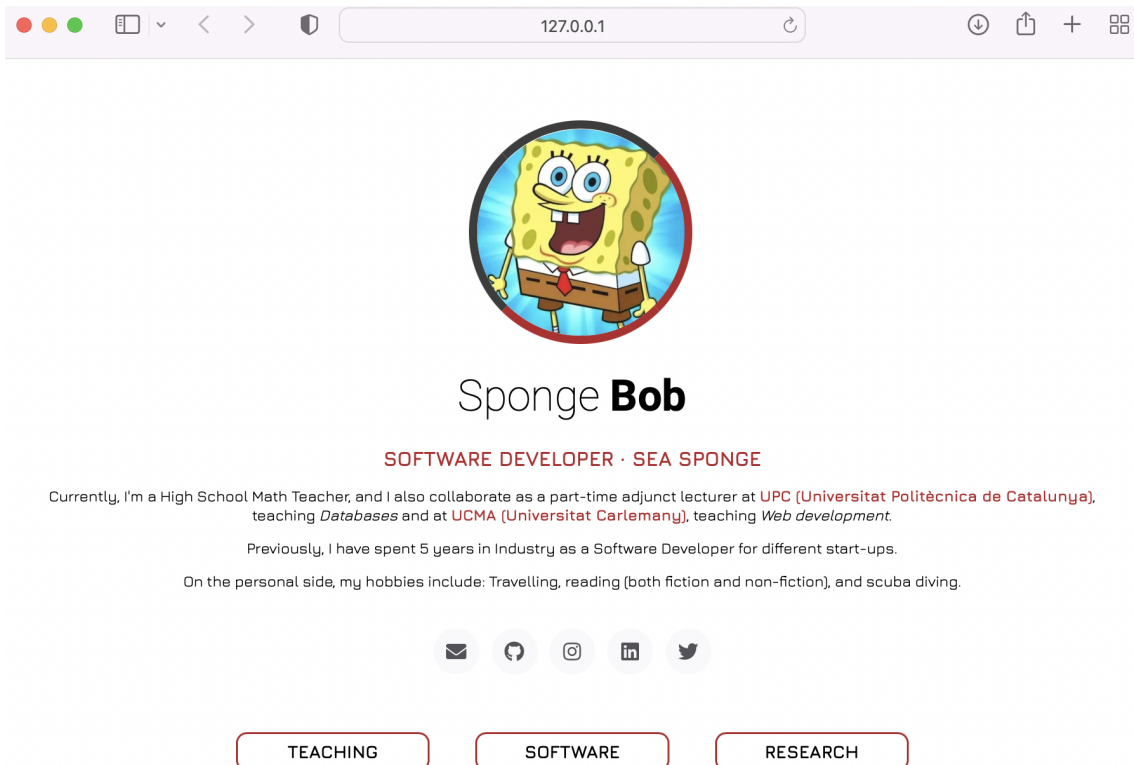 127.0.0.1
Sponge Bob
SOFTWARE DEVELOPER · SEA SPONGE
Currently, I'm a High School Math Teacher, and I also collaborate as a part-time adjunct lecturer at UPC (Universitat Politècnica de Catalunya),
teaching Databases and at UCMA (Universitat Carlemany), teaching Web development.
Previously, I have spent 5 years in Industry as a Software Developer for different start-ups.
On the personal side, my hobbies include: Travelling, reading (both fiction and non-fiction), and scuba diving.
in
TEACHING SOFTWARE RESEARCH